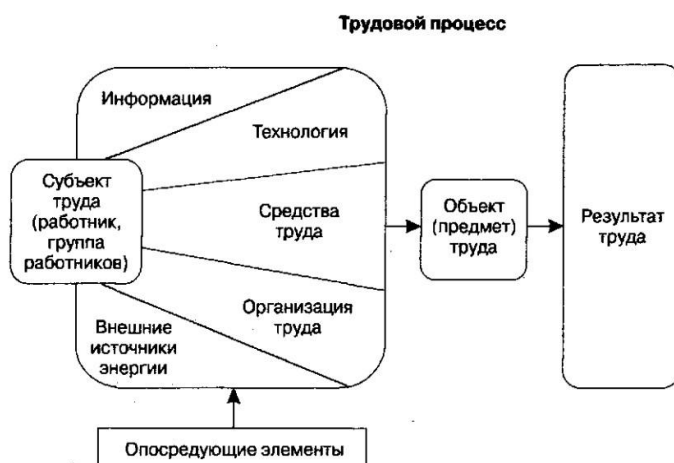 Трудовой процесс
Информация
Технология
Субъект
труда
(работник,
группа
работников)
Средства
труда
Организация
труда
Внешние
источники
энергии
Объект
(предмет)
труда
Результат
труда
Опосредующие элементы